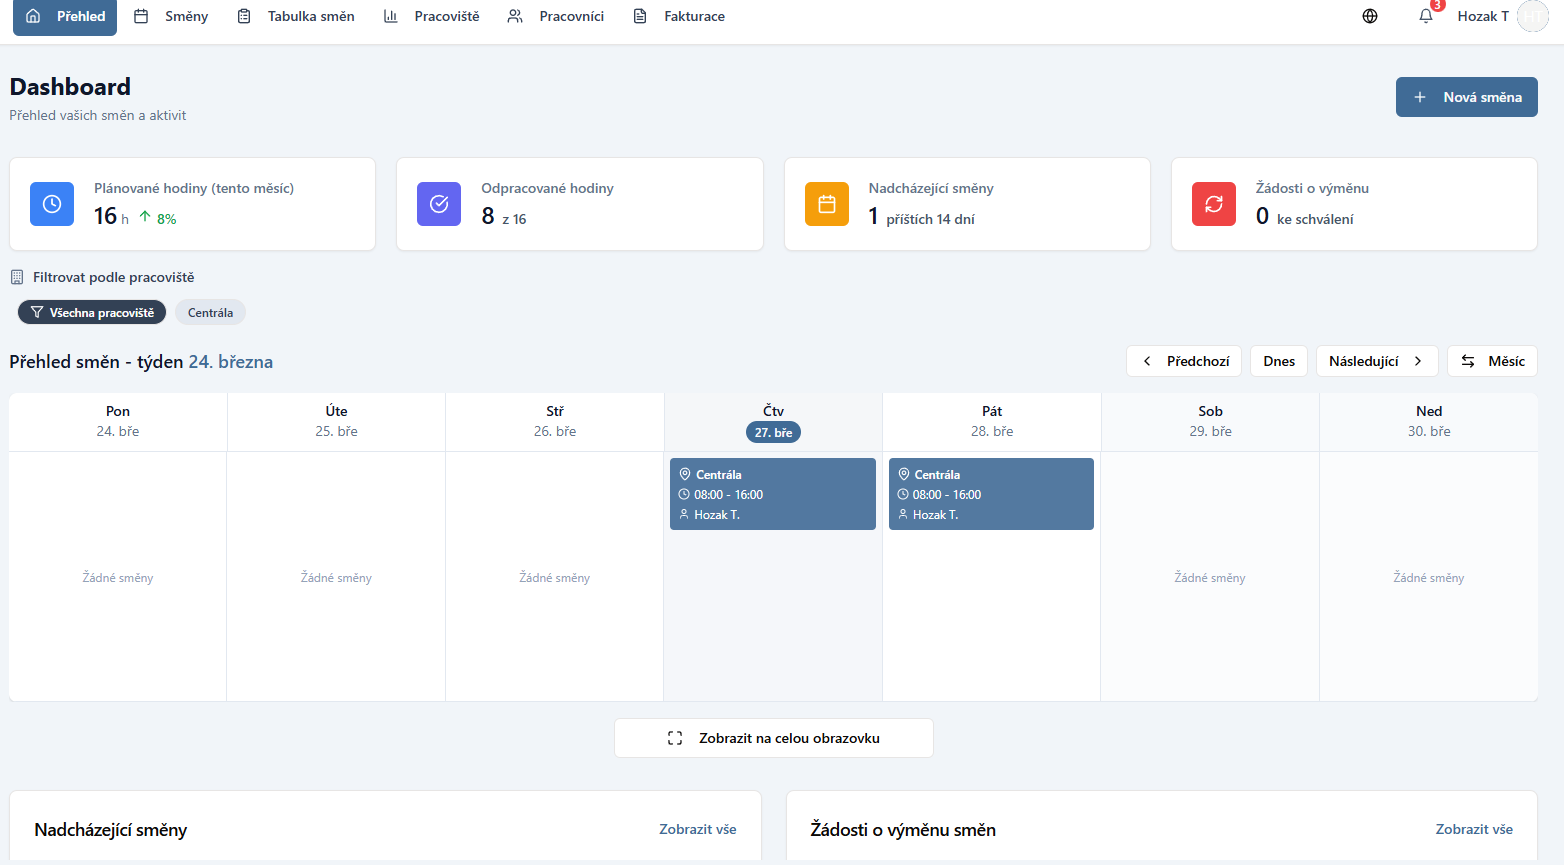 Přehled Směny Tabulka směn Pracoviště Pracovníci Fakturace 3 Hozak T HT
Dashboard
Přehled vašich směn a aktivit
Nová směna
Plánované hodiny (tento měsíc)
16 h 8%
Odpracované hodiny
8 z 16
Nadcházející směny
1 příštích 14 dní
Žádosti o výměnu
0 ke schválení
Filtrovat podle pracoviště
Všechna pracoviště Centrála
Přehled směn - týden 24. března
Předchozí Dnes Následující Měsíc
Pon Úte Stř Čtv Pát Sob Ned
24. bře 25. bře 26. bře 27. bře 28. bře 29. bře 30. bře
Centrála Centrála
08:00 - 16:00 08:00 - 16:00
Hozak T. Hozak T.
Žádné směny Žádné směny Žádné směny Žádné směny Žádné směny
Zobrazit na celou obrazovku
Nadcházející směny Zobrazit vše
Žádosti o výměnu směn Zobrazit vše